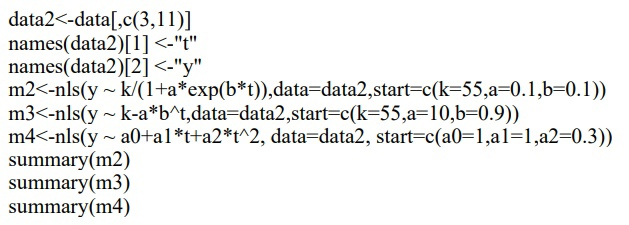 data2<-data[,c(3,11)]
names(data2)[1] <-"t"
names(data2)[2] <-"y"
m2<-nls(y ~ k/(1+a*exp(b*t)),data=data2,start=c(k=55,a=0.1,b=0.1))
m3<-nls(y ~ k-a*b^t,data=data2,start=c(k=55,a=10,b=0.9))
m4<-nls(y ~ a0+a1*t+a2*t^2, data=data2, start=c(a0=1,a1=1,a2=0.3))
summary(m2)
summary(m3)
summary(m4)